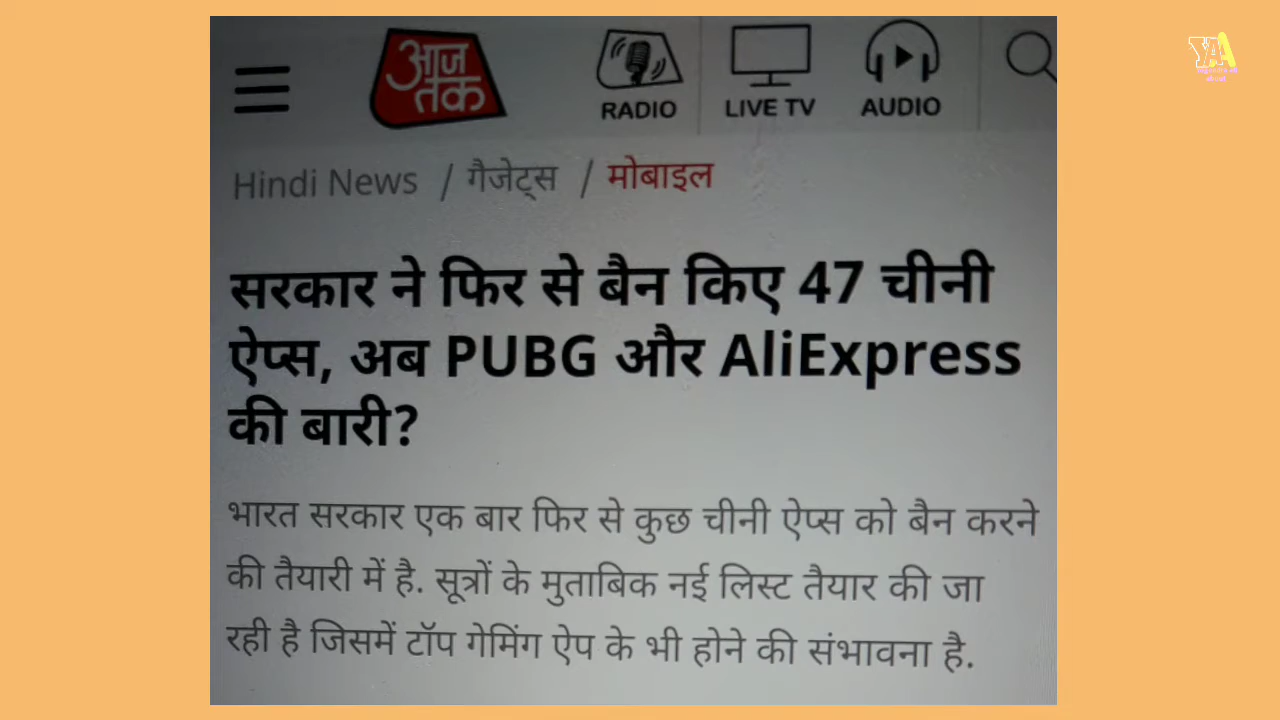 आज
तक
RADIO
LIVE TV
AUDIO
Hindi News / गैजेट्स / मोबाइल
सरकार ने फिर से बैन किए 47 चीनी
ऐप्स, अब PUBG और AliExpress
की बारी?
भारत सरकार एक बार फिर से कुछ चीनी ऐप्स को बैन करने
की तैयारी में है. सूत्रों के मुताबिक नई लिस्ट तैयार की जा
रही है जिसमें टॉप गेमिंग ऐप के भी होने की संभावना है.
YAA